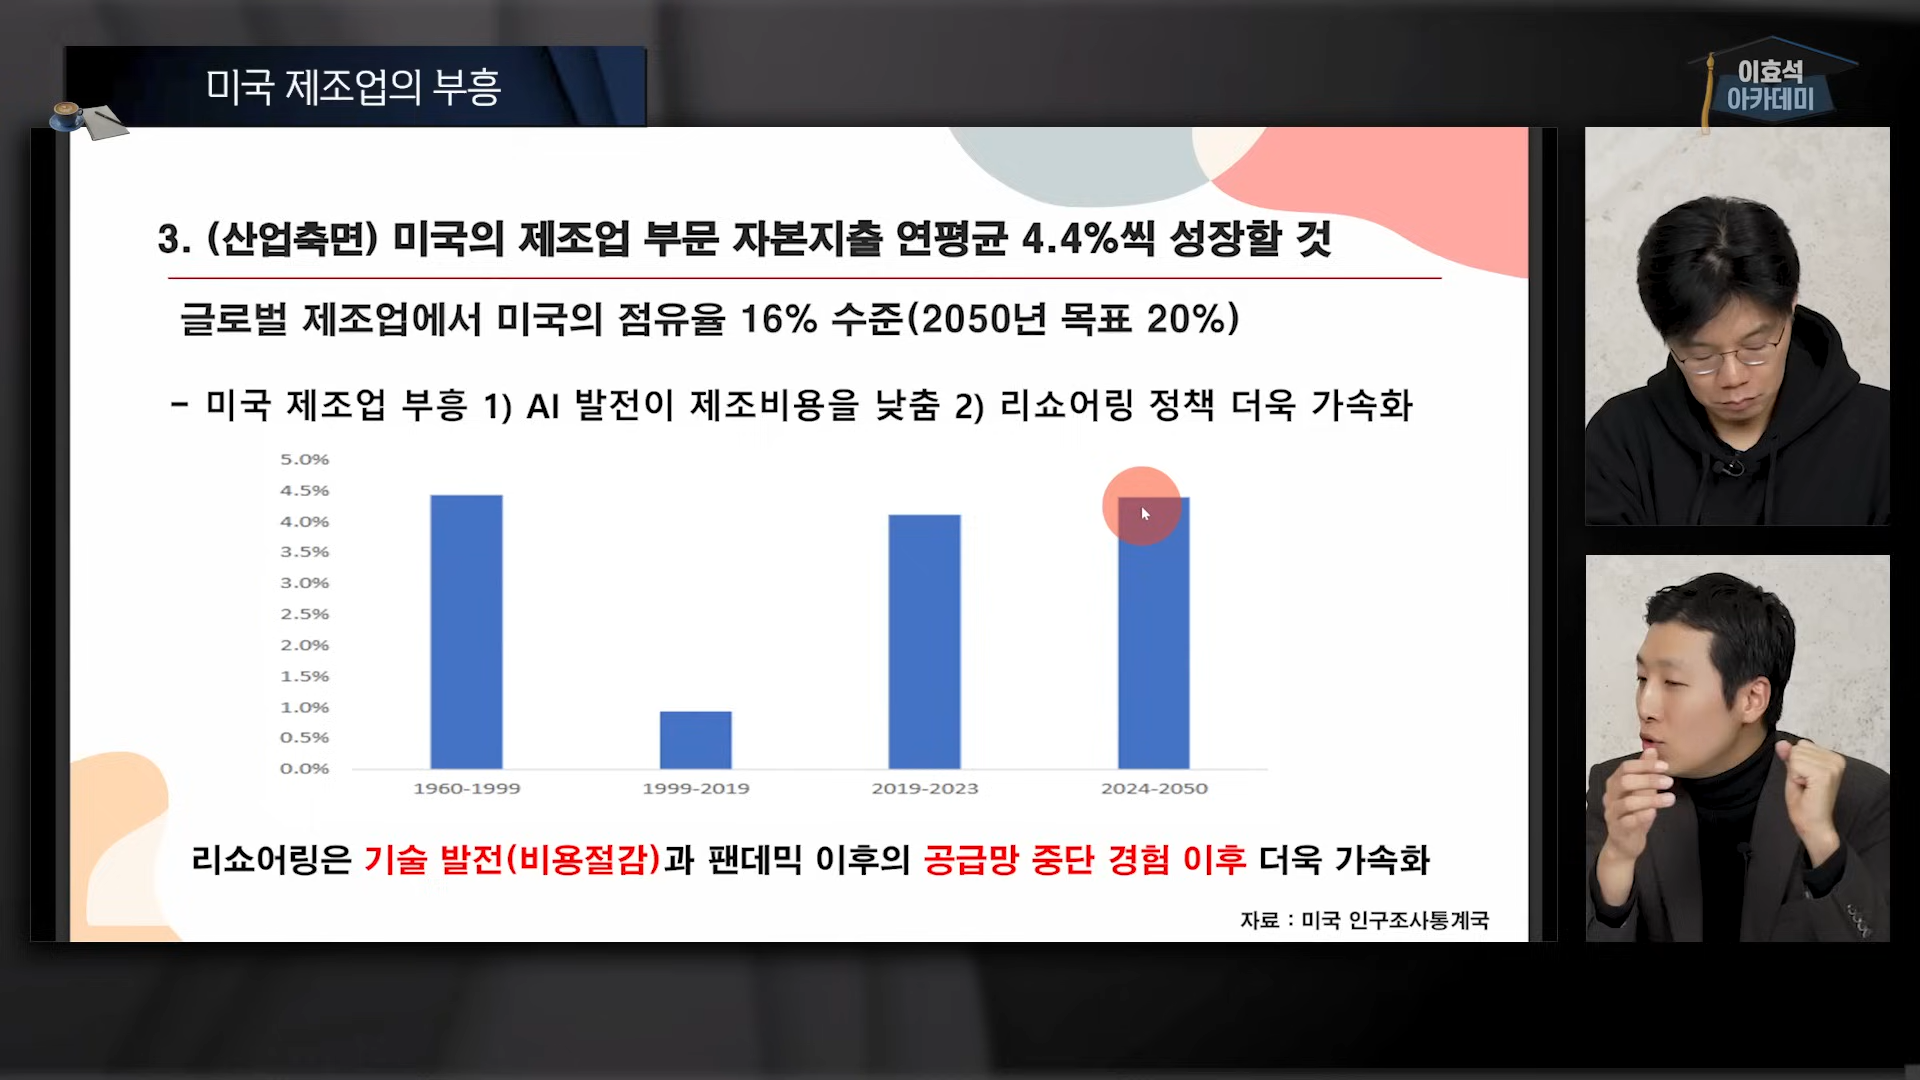 미국 제조업의 부흥
이효석
아카데미
3. (산업축면) 미국의 제조업 부문 자본지출 연평균 4.4%씩 성장할 것
글로벌 제조업에서 미국의 점유율 16% 수준(2050년 목표 20%)
- 미국 제조업 부흥 1) AI 발전이 제조비용을 낮춤 2) 리쇼어링 정책 더욱 가속화
5.0%
4.5%
4.0%
3.5%
3.0%
2.5%
2.0%
1.5%
1.0%
0.5%
0.0%
1960-1999 1999-2019 2019-2023 2024-2050
리쇼어링은 기술 발전(비용절감)과 팬데믹 이후의 공급망 중단 경험 이후 더욱 가속화
자료 : 미국 인구조사통계국